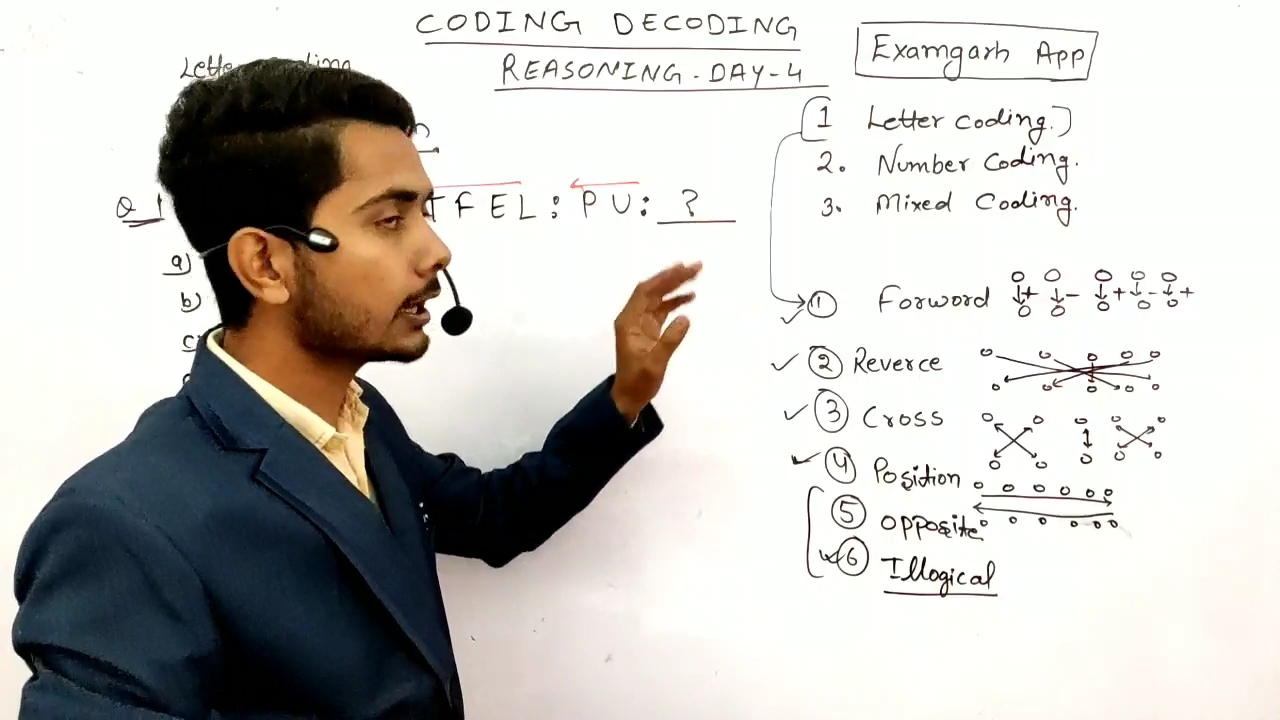 CODING DECODING
REASONING. DAY-4
Examgarh App
1 Letter coding.)
2. Number Coding.
3. Mixed Coding.
Q 1
TFEL : PU : ?
a)
b)
c)
1 Forword + - + - +
2 Reverce
3 Cross
4 Position
5 opposite
6 Illogical